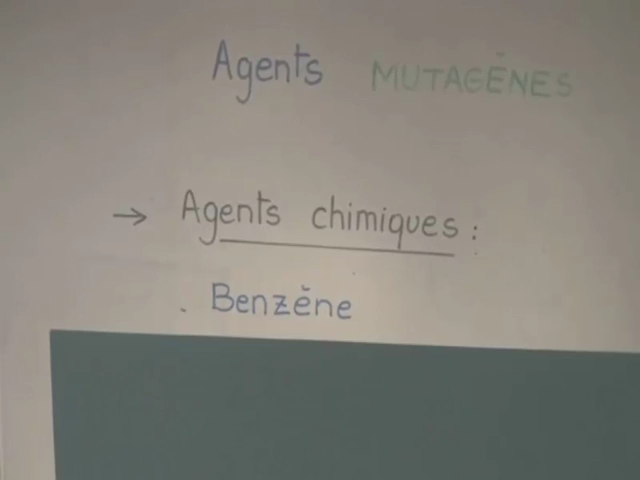 Agents MUTAGÈNES
→ Agents chimiques :
. Benzène